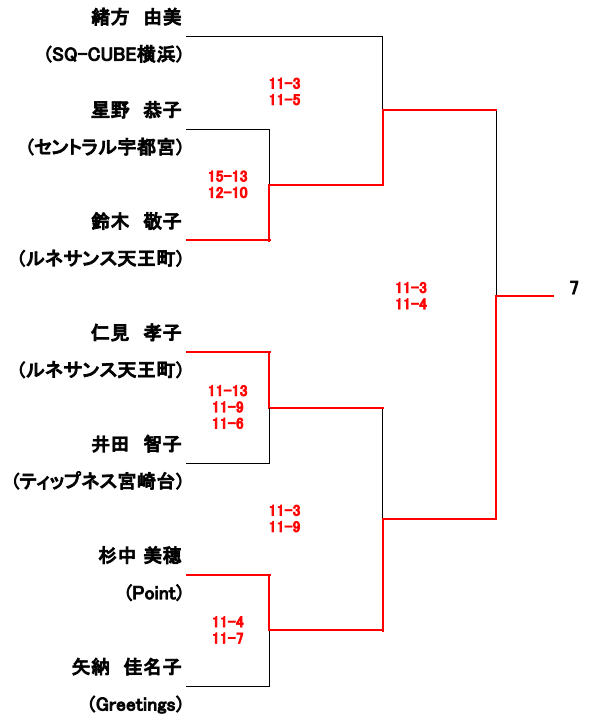 緒方　由美
(SQ-CUBE横浜)
11-3
11-5
星野　恭子
(セントラル宇都宮)
15-13
12-10
鈴木　敬子
(ルネサンス天王町)
11-3
11-4
7
仁見　孝子
(ルネサンス天王町)
11-13
11-9
11-6
井田　智子
(ティップネス宮崎台)
11-3
11-9
杉中 美穂
(Point)
11-4
11-7
矢納　佳名子
(Greetings)